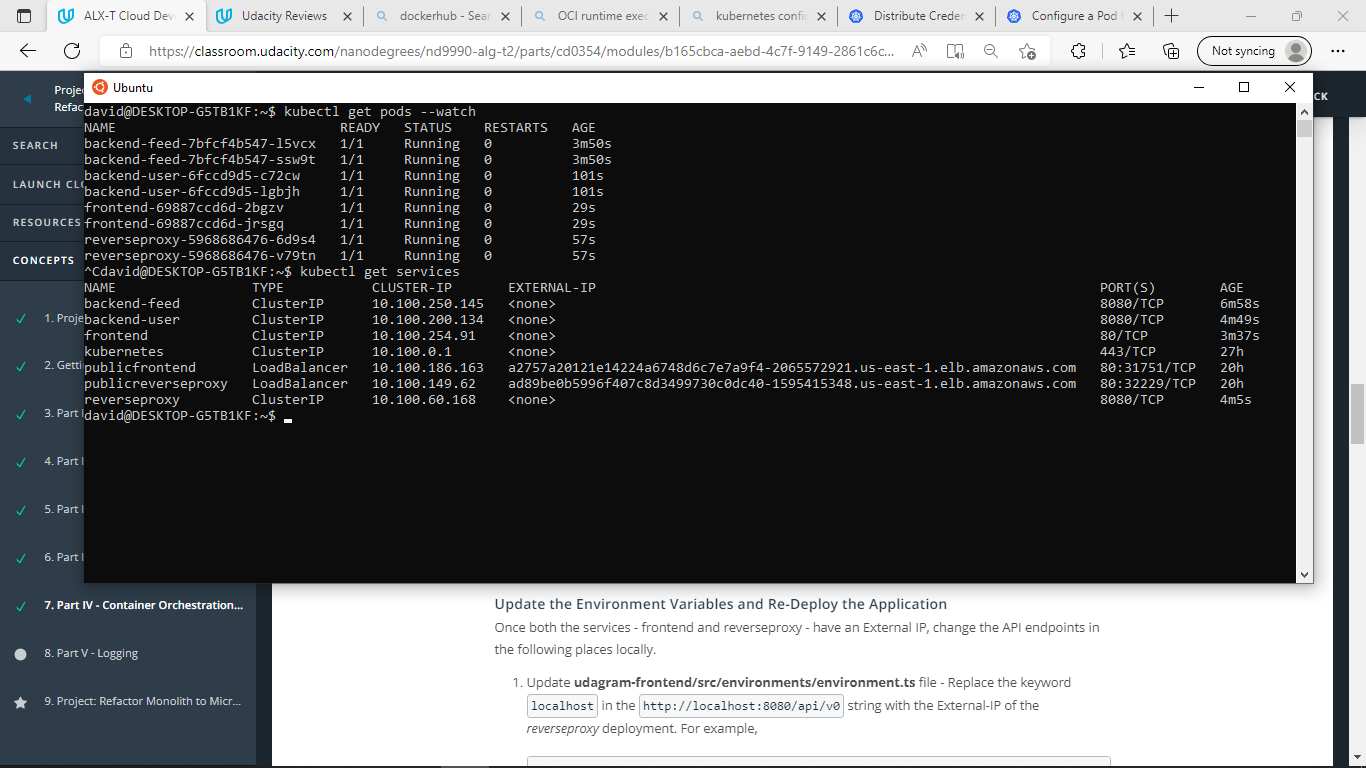 ALX-T Cloud Dev
Udacity Reviews
dockerhub - Sear
OCI runtime exec
kubernetes config
Distribute Creden
Configure a Pod t
https://classroom.udacity.com/nanodegrees/nd9990-alg-t2/parts/cd0354/modules/b165cbca-aebd-4c7f-9149-2861c6c...
Not syncing
Proje
Refac
CK
SEARCH
LAUNCH CLO
RESOURCES
CONCEPTS
1. Proje
2. Getti
3. Part I
4. Part I
5. Part I
6. Part I
7. Part IV - Container Orchestration...
8. Part V - Logging
9. Project: Refactor Monolith to Micr...
Ubuntu
david@DESKTOP-G5TB1KF:~$ kubectl get pods --watch
NAME READY STATUS RESTARTS AGE
backend-feed-7bfcf4b547-l5vcx 1/1 Running 0 3m50s
backend-feed-7bfcf4b547-ssw9t 1/1 Running 0 3m50s
backend-user-6fccd9d5-c72cw 1/1 Running 0 101s
backend-user-6fccd9d5-lgbjh 1/1 Running 0 101s
frontend-69887ccd6d-2bgzv 1/1 Running 0 29s
frontend-69887ccd6d-jrsgq 1/1 Running 0 29s
reverseproxy-5968686476-6d9s4 1/1 Running 0 57s
reverseproxy-5968686476-v79tn 1/1 Running 0 57s
^Cdavid@DESKTOP-G5TB1KF:~$ kubectl get services
NAME TYPE CLUSTER-IP EXTERNAL-IP PORT(S) AGE
backend-feed ClusterIP 10.100.250.145 <none> 8080/TCP 6m58s
backend-user ClusterIP 10.100.200.134 <none> 8080/TCP 4m49s
frontend ClusterIP 10.100.254.91 <none> 80/TCP 3m37s
kubernetes ClusterIP 10.100.0.1 <none> 443/TCP 27h
publicfrontend LoadBalancer 10.100.186.163 a2757a20121e14224a6748d6c7e7a9f4-2065572921.us-east-1.elb.amazonaws.com 80:31751/TCP 20h
publicreverseproxy LoadBalancer 10.100.149.62 ad89be0b5996f407c8d3499730c0dc40-1595415348.us-east-1.elb.amazonaws.com 80:32229/TCP 20h
reverseproxy ClusterIP 10.100.60.168 <none> 8080/TCP 4m5s
david@DESKTOP-G5TB1KF:~$
Update the Environment Variables and Re-Deploy the Application
Once both the services - frontend and reverseproxy - have an External IP, change the API endpoints in
the following places locally.
1. Update udagram-frontend/src/environments/environment.ts file - Replace the keyword
localhost in the http://localhost:8080/api/v0 string with the External-IP of the
reverseproxy deployment. For example,